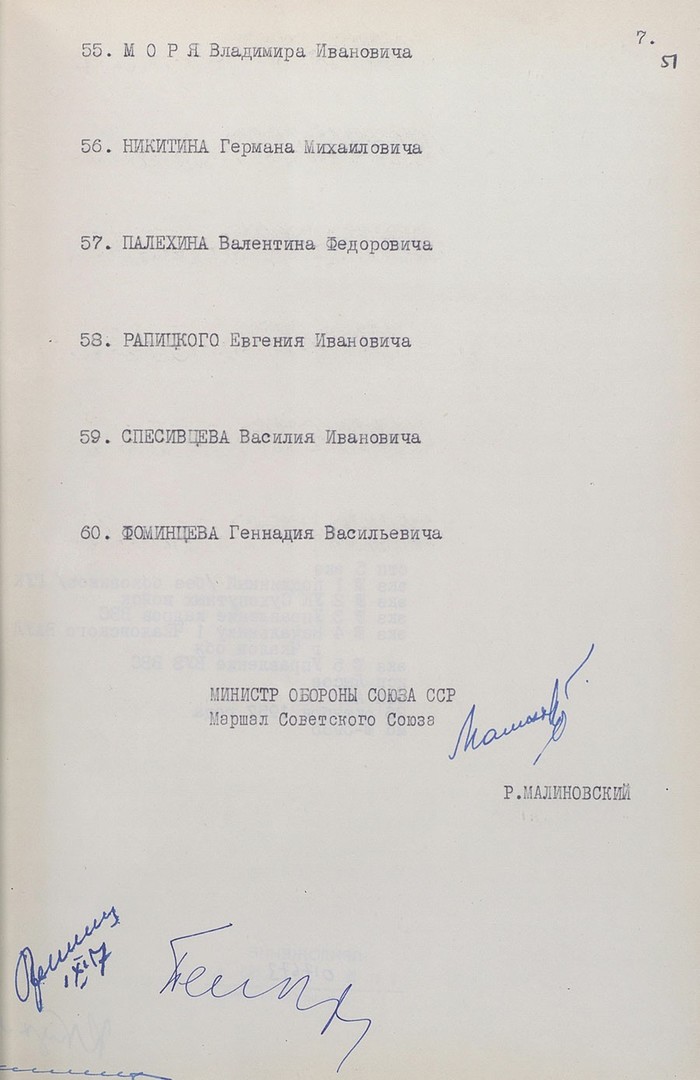 7.
51
55. М О Р Я Владимира Ивановича
56. НИКИТИНА Германа Михаиловича
57. ПАЛЕХИНА Валентина Федоровича
58. РАПИЦКОГО Евгения Ивановича
59. СПЕСИВЦЕВА Василия Ивановича
60. ФОМИНЦЕВА Геннадия Васильевича
МИНИСТР ОБОРОНЫ СОЮЗА ССР
Маршал Советского Союза
Р.МАЛИНОВСКИЙ